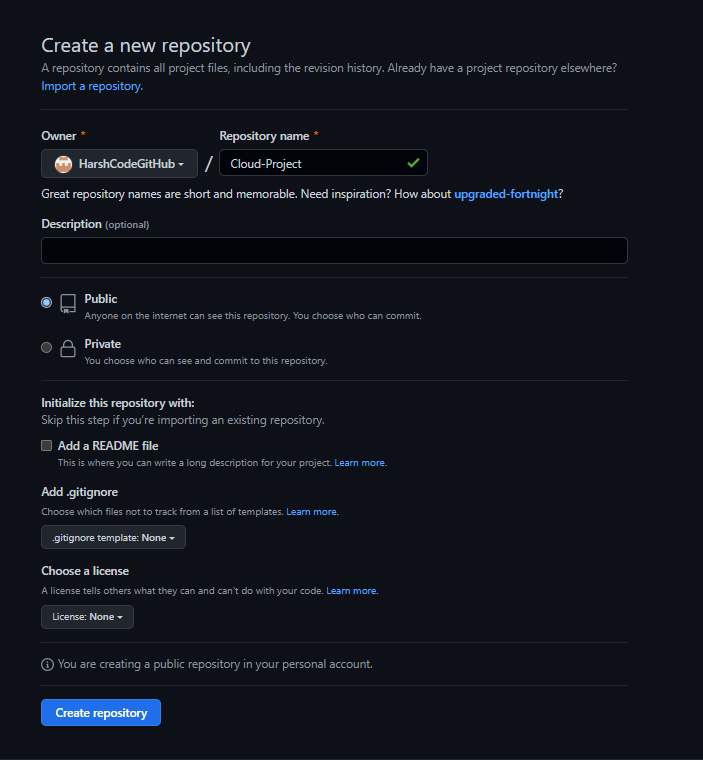 Create a new repository
A repository contains all project files, including the revision history. Already have a project repository elsewhere?
Import a repository.
Owner * Repository name *
HarshCodeGitHub / Cloud-Project
Great repository names are short and memorable. Need inspiration? How about upgraded-fortnight?
Description (optional)
Public
Anyone on the internet can see this repository. You choose who can commit.
Private
You choose who can see and commit to this repository.
Initialize this repository with:
Skip this step if you're importing an existing repository.
Add a README file
This is where you can write a long description for your project. Learn more.
Add .gitignore
Choose which files not to track from a list of templates. Learn more.
.gitignore template: None
Choose a license
A license tells others what they can and can't do with your code. Learn more.
License: None
You are creating a public repository in your personal account.
Create repository